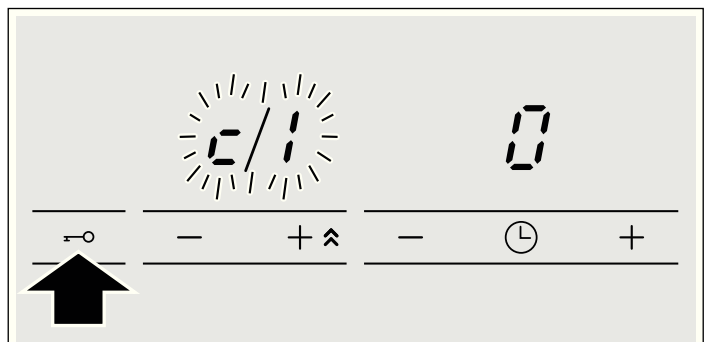 c/1 0
− + − +